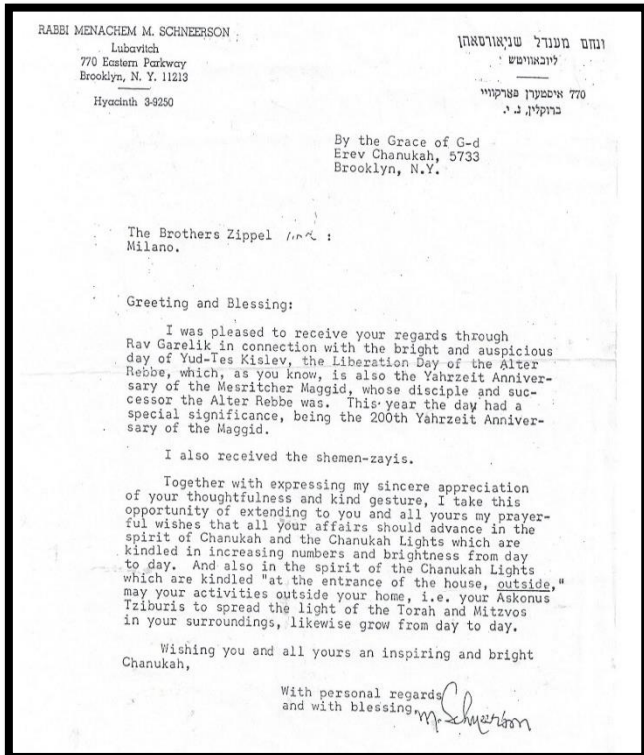 RABBI MENACHEM M. SCHNEERSON
Lubavitch
770 Eastern Parkway
Brooklyn, N. Y. 11213
Hyacinth 3-9250
מנחם מענדל שניאורסאהן
ליובאוויטש
770 איסטערן פארקוויי
ברוקלין, נ. י.
By the Grace of G-d
Erev Chanukah, 5733
Brooklyn, N.Y.
The Brothers Zippel :
Milano.
Greeting and Blessing:
I was pleased to receive your regards through
Rav Garelik in connection with the bright and auspicious
day of Yud-Tes Kislev, the Liberation Day of the Alter
Rebbe, which, as you know, is also the Yahrzeit Anniver-
sary of the Mesritcher Maggid, whose disciple and suc-
cessor the Alter Rebbe was. This year the day had a
special significance, being the 200th Yahrzeit Anniver-
sary of the Maggid.
I also received the shemen-zayis.
Together with expressing my sincere appreciation
of your thoughtfulness and kind gesture, I take this
opportunity of extending to you and all yours my prayer-
ful wishes that all your affairs should advance in the
spirit of Chanukah and the Chanukah Lights which are
kindled in increasing numbers and brightness from day
to day. And also in the spirit of the Chanukah Lights
which are kindled "at the entrance of the house, outside,"
may your activities outside your home, i.e. your Askonus
Tziburis to spread the light of the Torah and Mitzvos
in your surroundings, likewise grow from day to day.
Wishing you and all yours an inspiring and bright
Chanukah,
With personal regards
and with blessing,
M. Schneerson